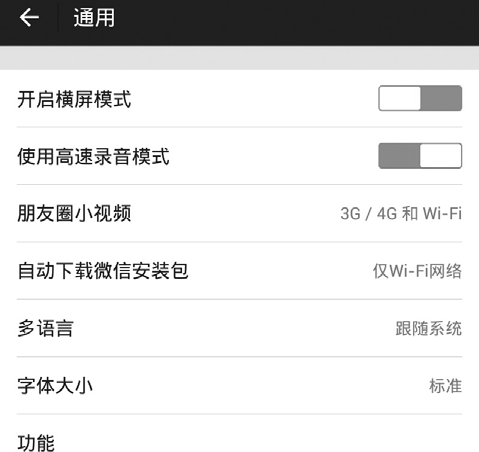 通用
开启横屏模式
使用高速录音模式
朋友圈小视频 3G / 4G 和 Wi-Fi
自动下载微信安装包 仅Wi-Fi网络
多语言 跟随系统
字体大小 标准
功能